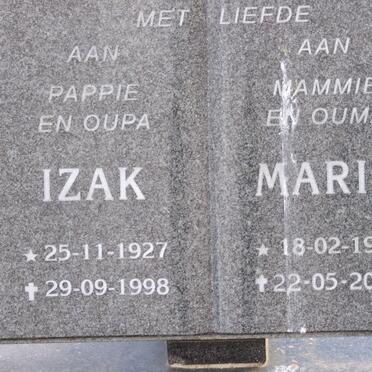 MET LIEFDE
AAN
PAPPIE
EN OUPA
IZAK
★ 25-11-1927
✝ 29-09-1998
AAN
MAMMIE
EN OUM
MARI
★ 18-02-19
✝ 22-05-20